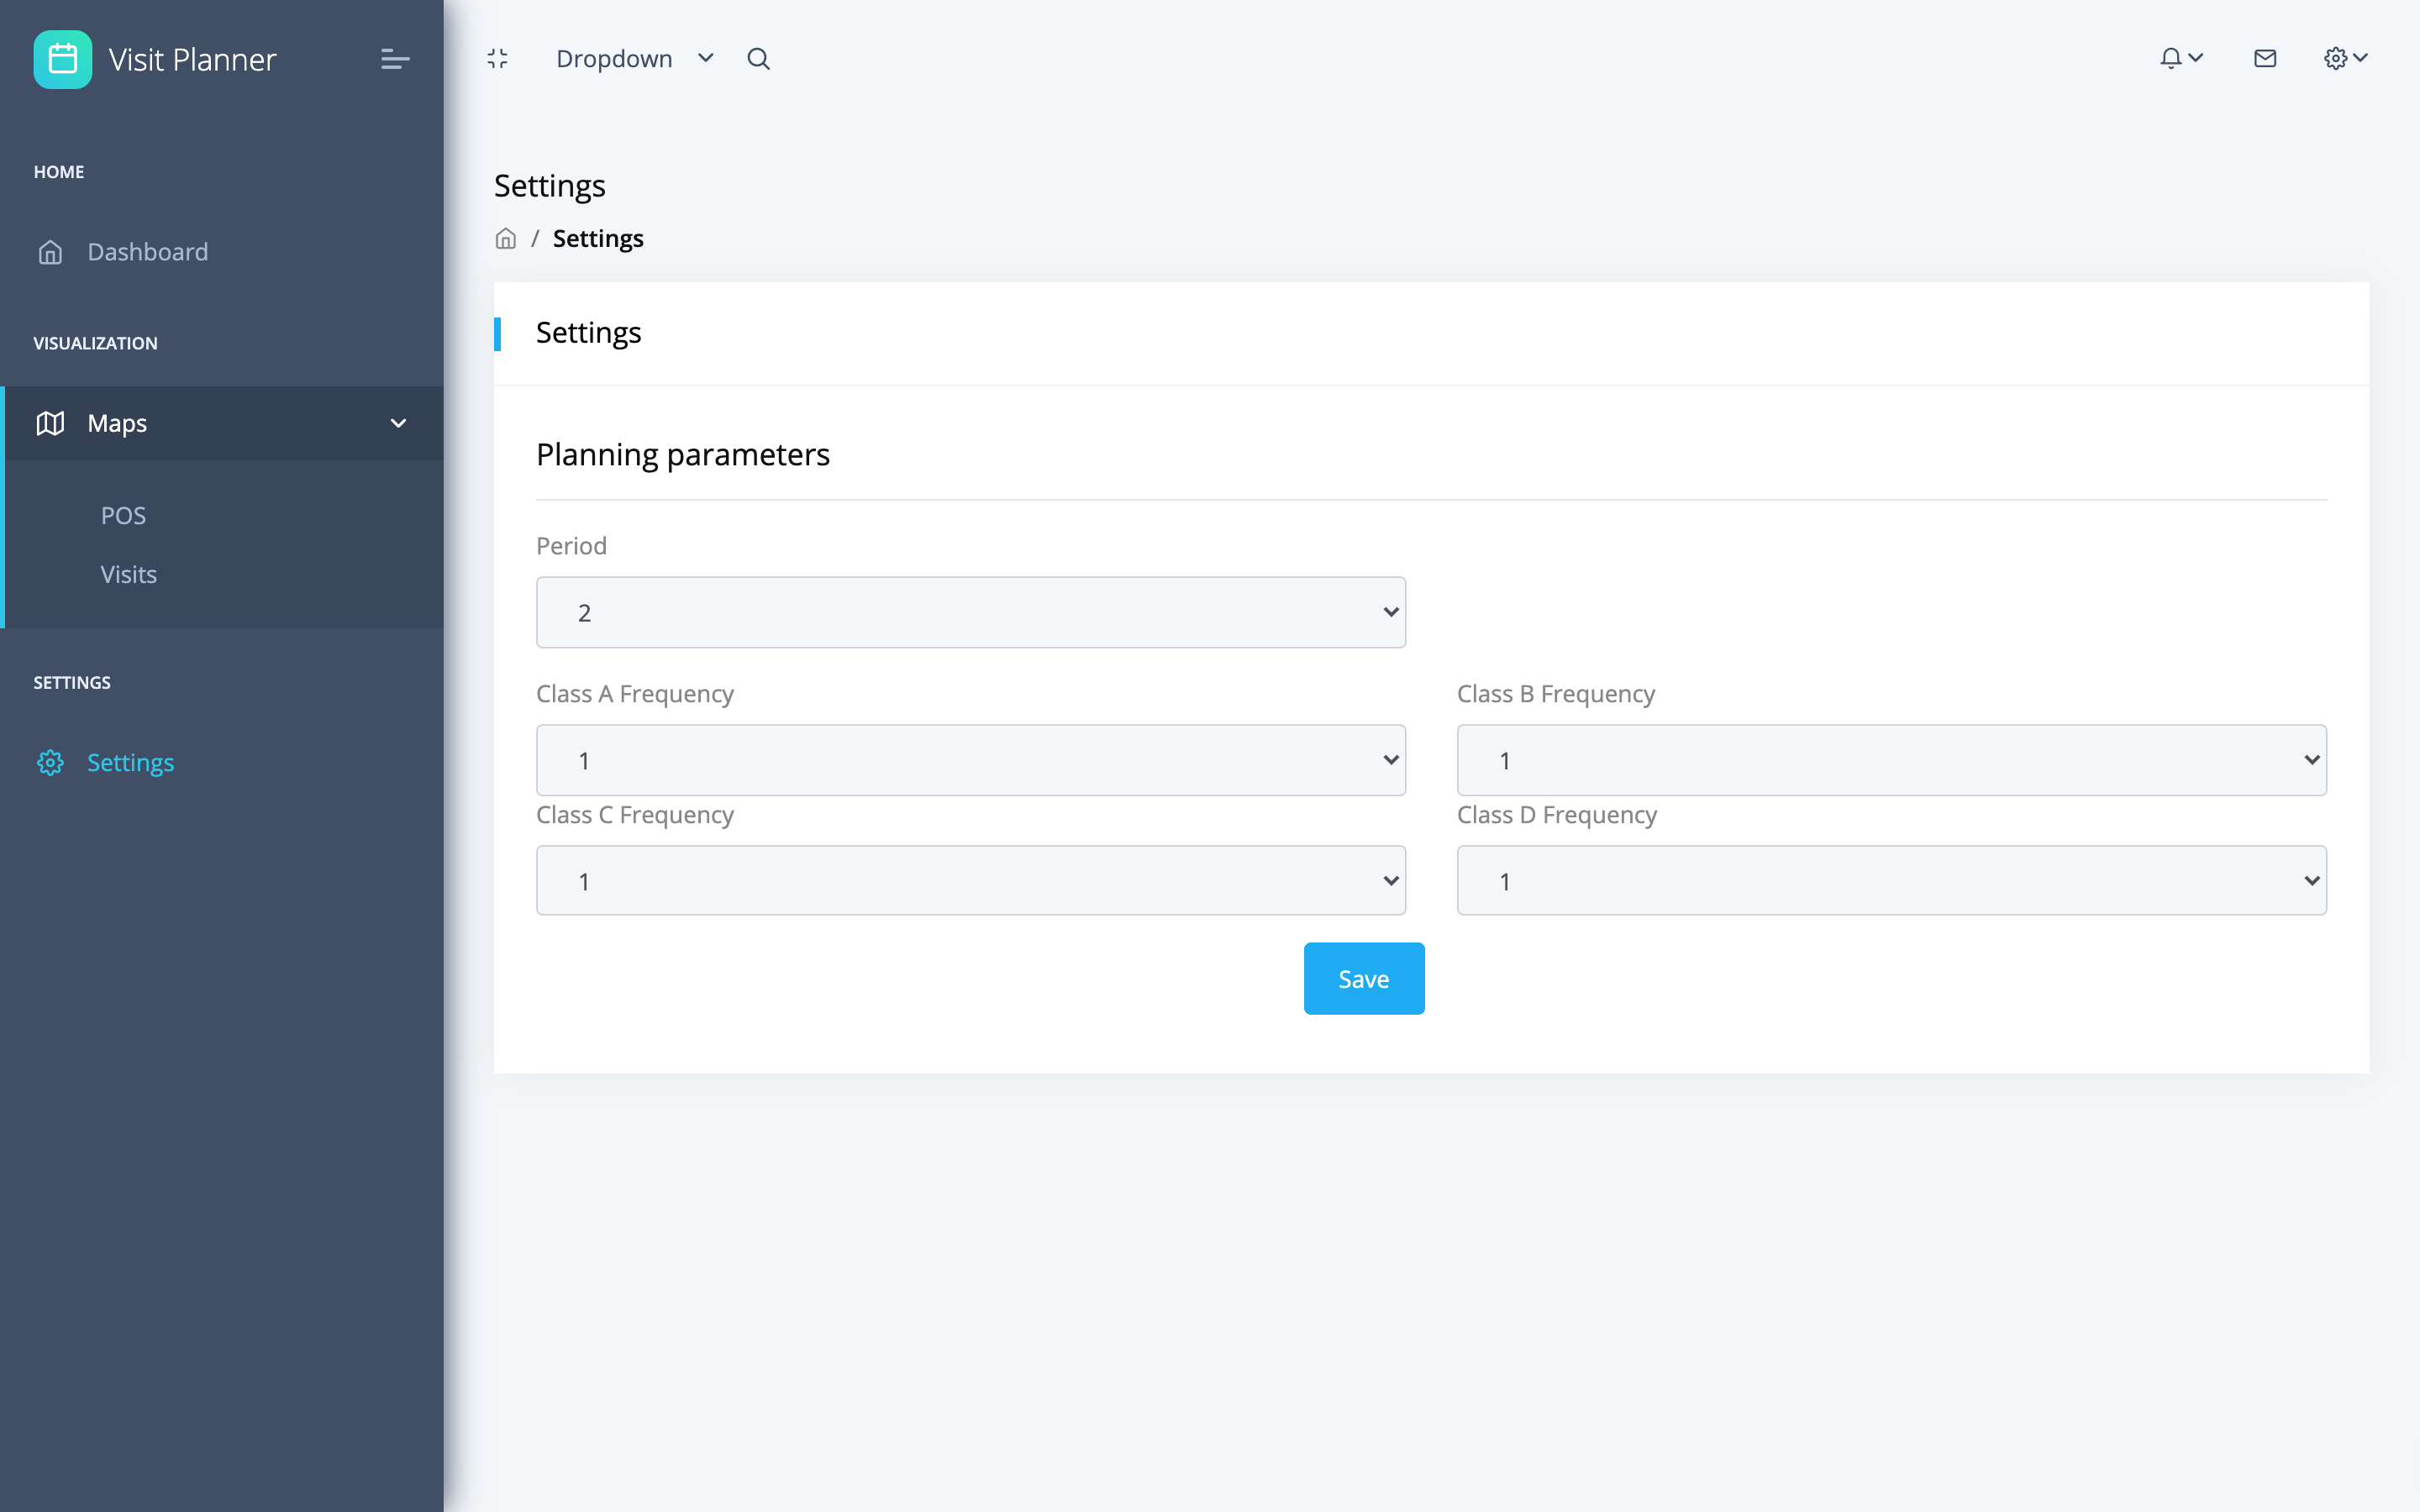 Visit Planner
Dropdown
HOME
Dashboard
VISUALIZATION
Maps
POS
Visits
SETTINGS
Settings
Settings
/ Settings
Settings
Planning parameters
Period
2
Class A Frequency
Class B Frequency
1
1
Class C Frequency
Class D Frequency
1
1
Save